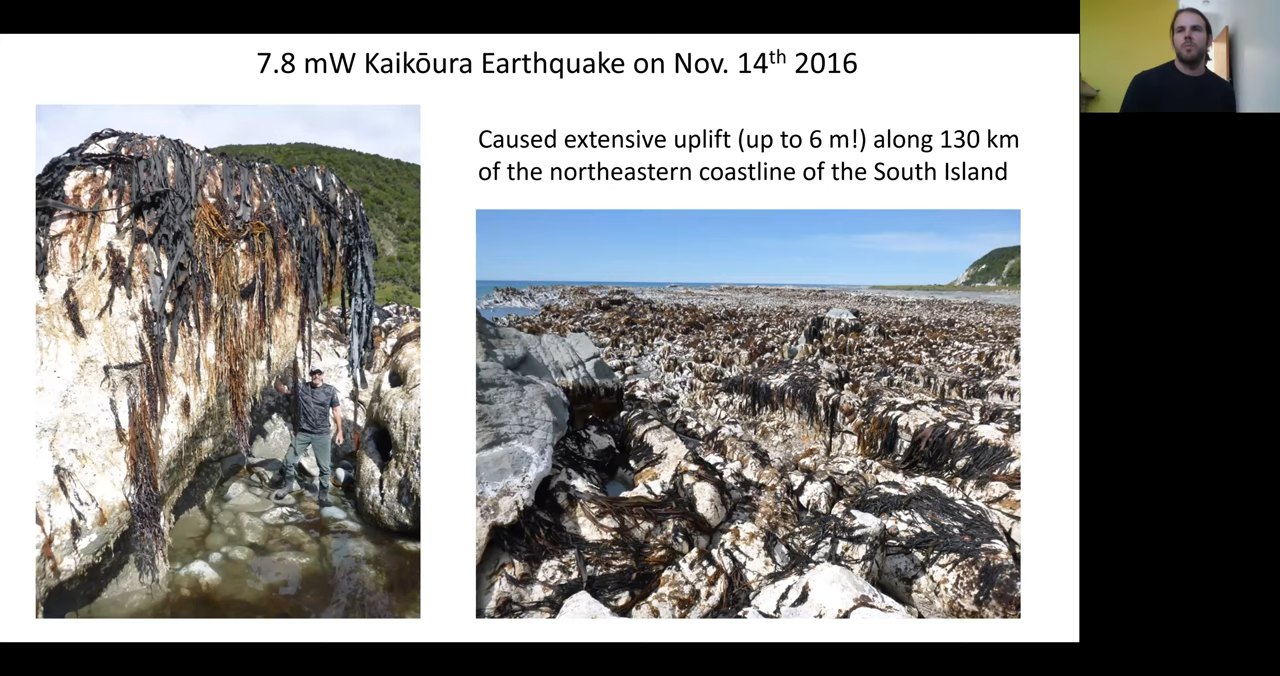 7.8 mW Kaikōura Earthquake on Nov. 14th 2016
Caused extensive uplift (up to 6 m!) along 130 km
of the northeastern coastline of the South Island